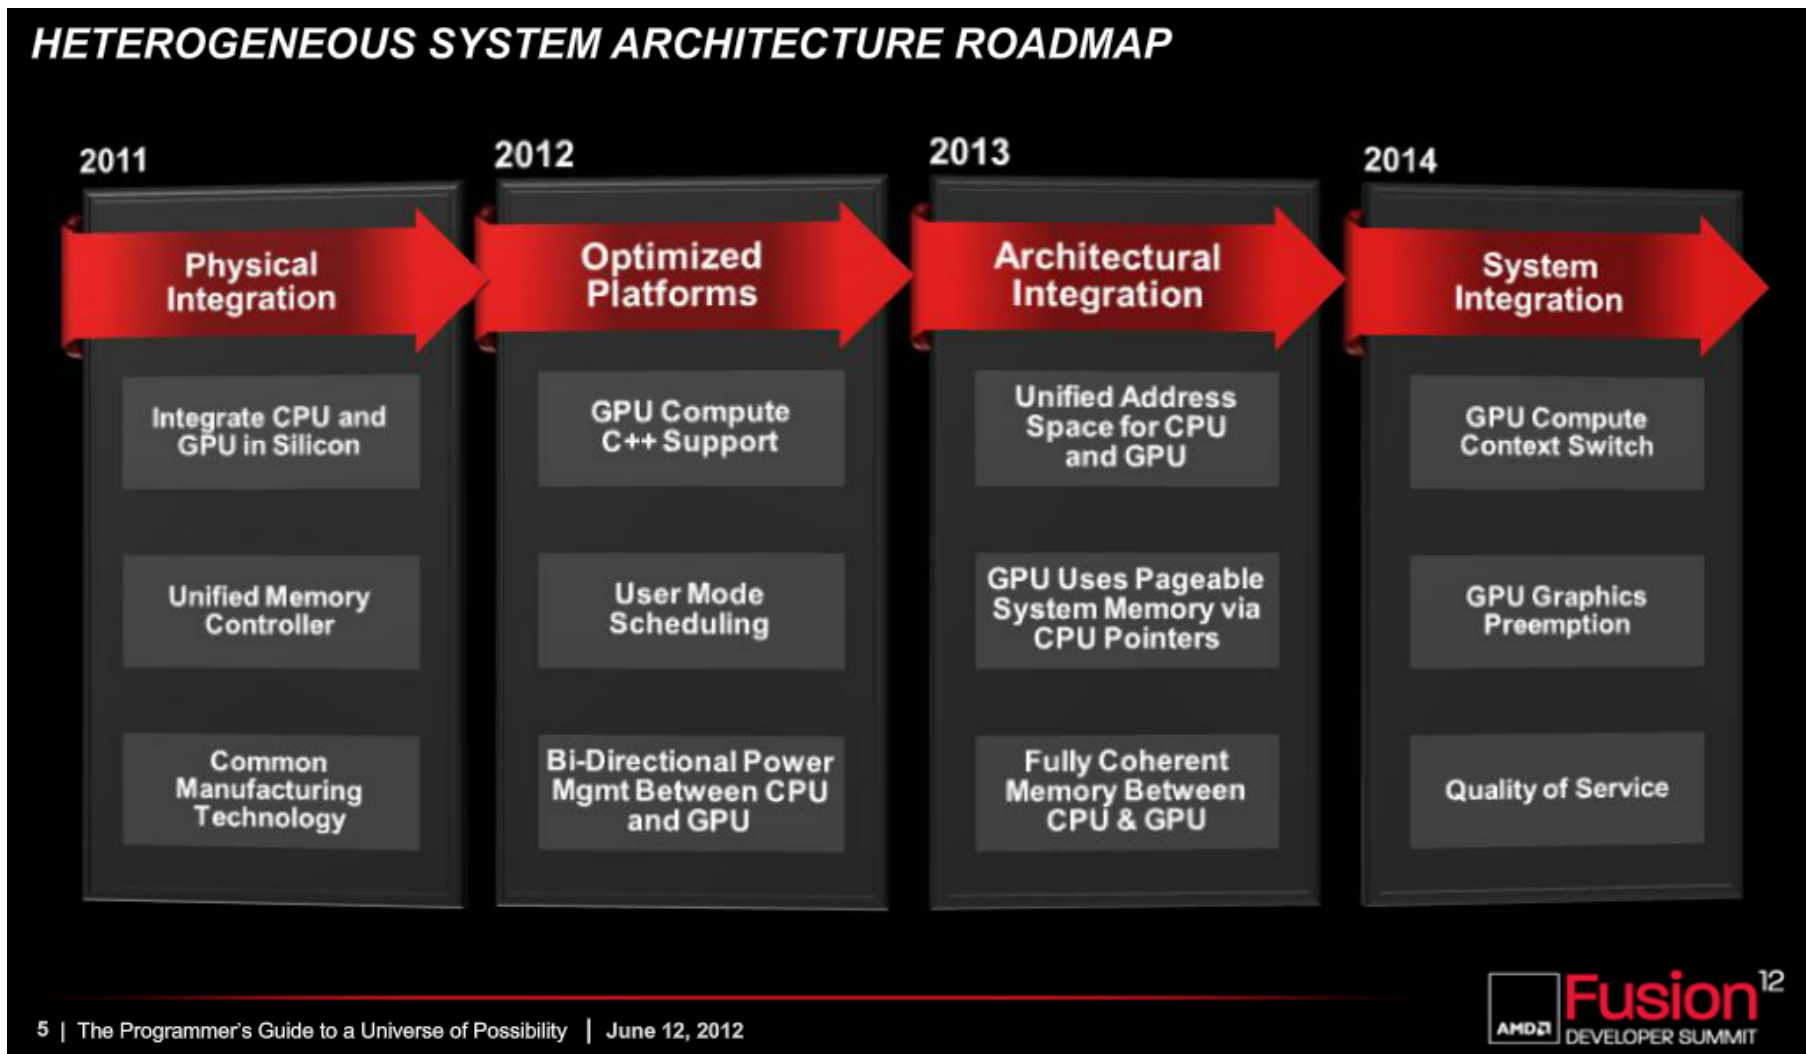 HETEROGENEOUS SYSTEM ARCHITECTURE ROADMAP
2011
Physical
Integration
Integrate CPU and
GPU in Silicon
Unified Memory
Controller
Common
Manufacturing
Technology
2012
Optimized
Platforms
GPU Compute
C++ Support
User Mode
Scheduling
Bi-Directional Power
Mgmt Between CPU
and GPU
2013
Architectural
Integration
Unified Address
Space for CPU
and GPU
GPU Uses Pageable
System Memory via
CPU Pointers
Fully Coherent
Memory Between
CPU & GPU
2014
System
Integration
GPU Compute
Context Switch
GPU Graphics
Preemption
Quality of Service
5 | The Programmer's Guide to a Universe of Possibility | June 12, 2012
AMD
Fusion12
DEVELOPER SUMMIT